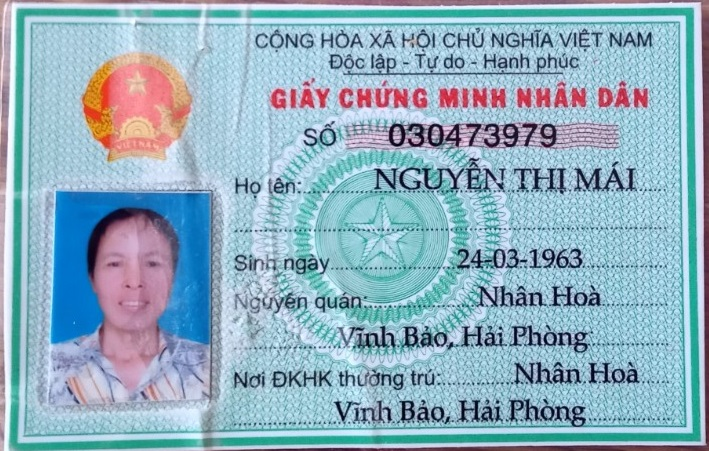 CỘNG HÒA XÃ HỘI CHỦ NGHĨA VIỆT NAM
Độc lập - Tự do - Hạnh phúc
GIẤY CHỨNG MINH NHÂN DÂN
SỐ 030473979
Họ tên: NGUYỄN THỊ MÁI
Sinh ngày 24-03-1963
Nguyên quán: Nhân Hoà
Vĩnh Bảo, Hải Phòng
Nơi ĐKHK thường trú: Nhân Hoà
Vĩnh Bảo, Hải Phòng
VIỆT NAM